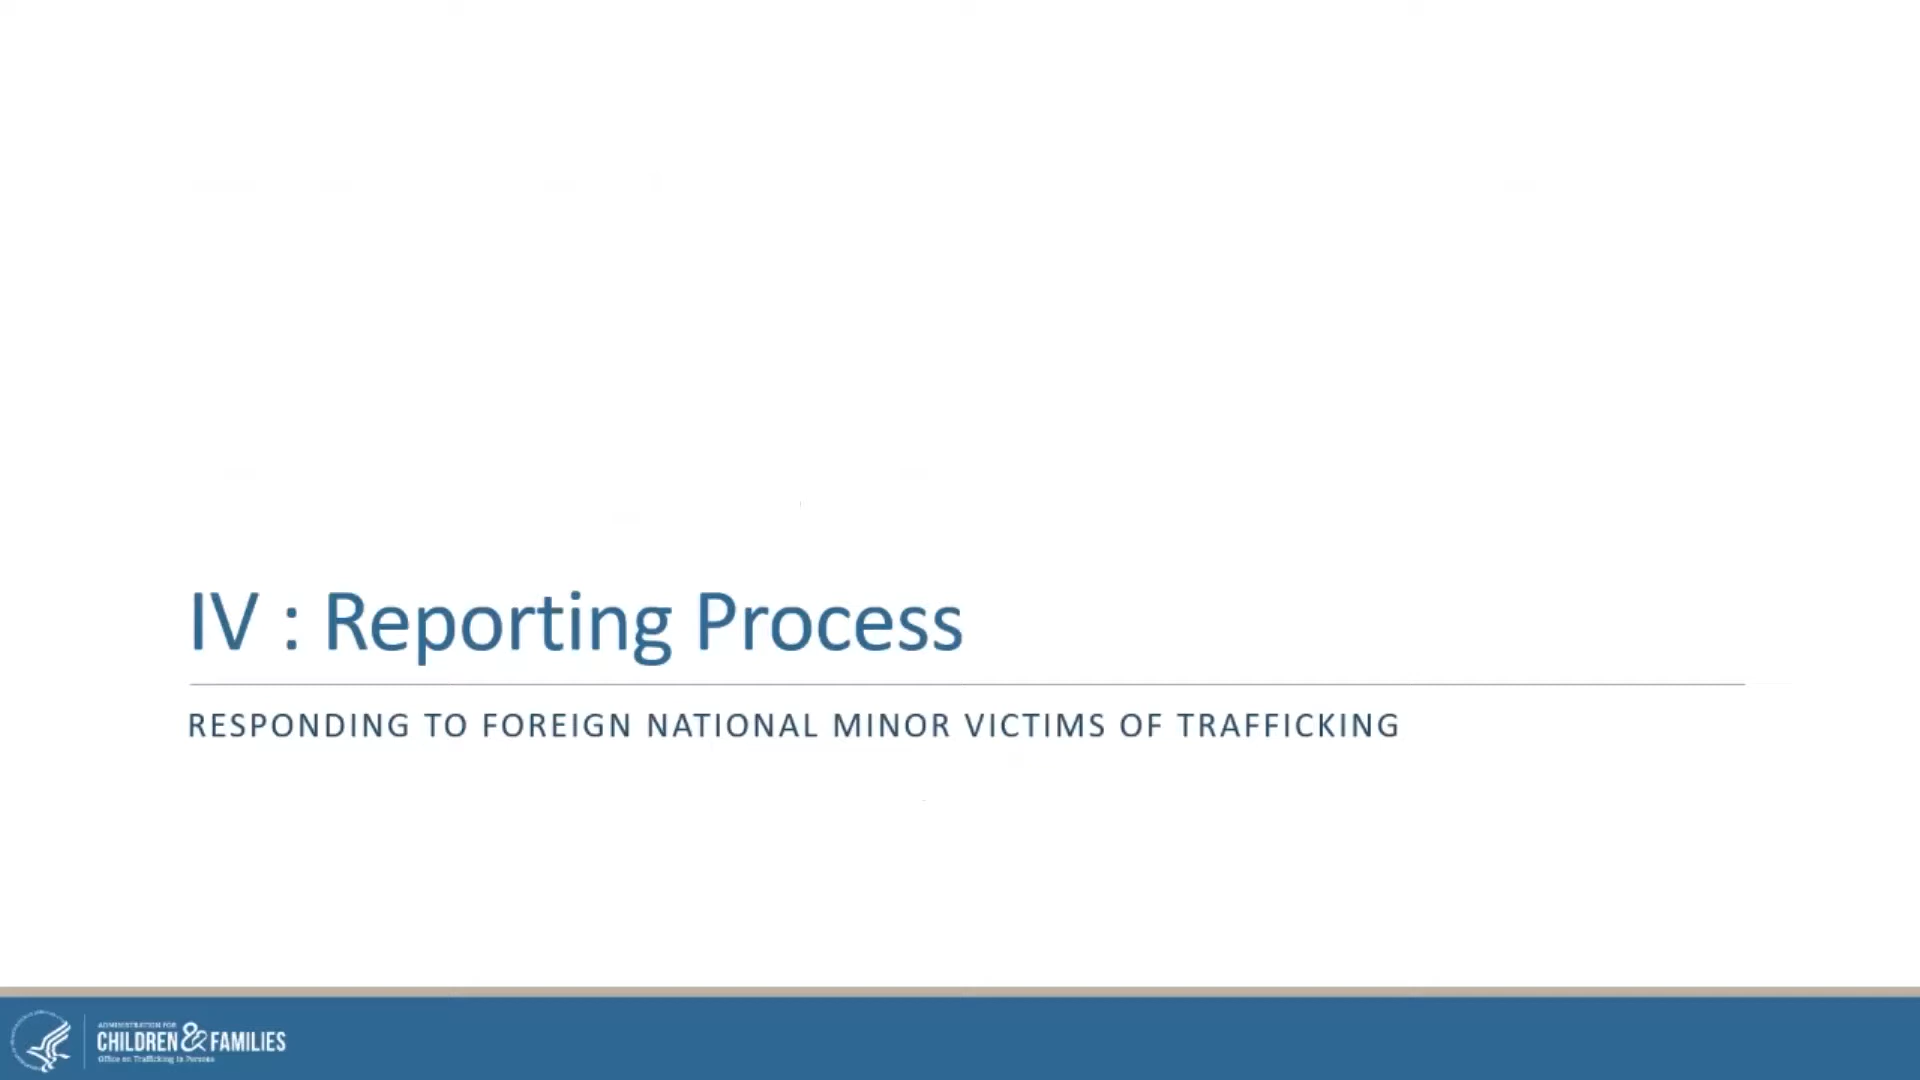 IV : Reporting Process
RESPONDING TO FOREIGN NATIONAL MINOR VICTIMS OF TRAFFICKING
ADMINISTRATION FOR
CHILDREN & FAMILIES
Office on Trafficking in Persons